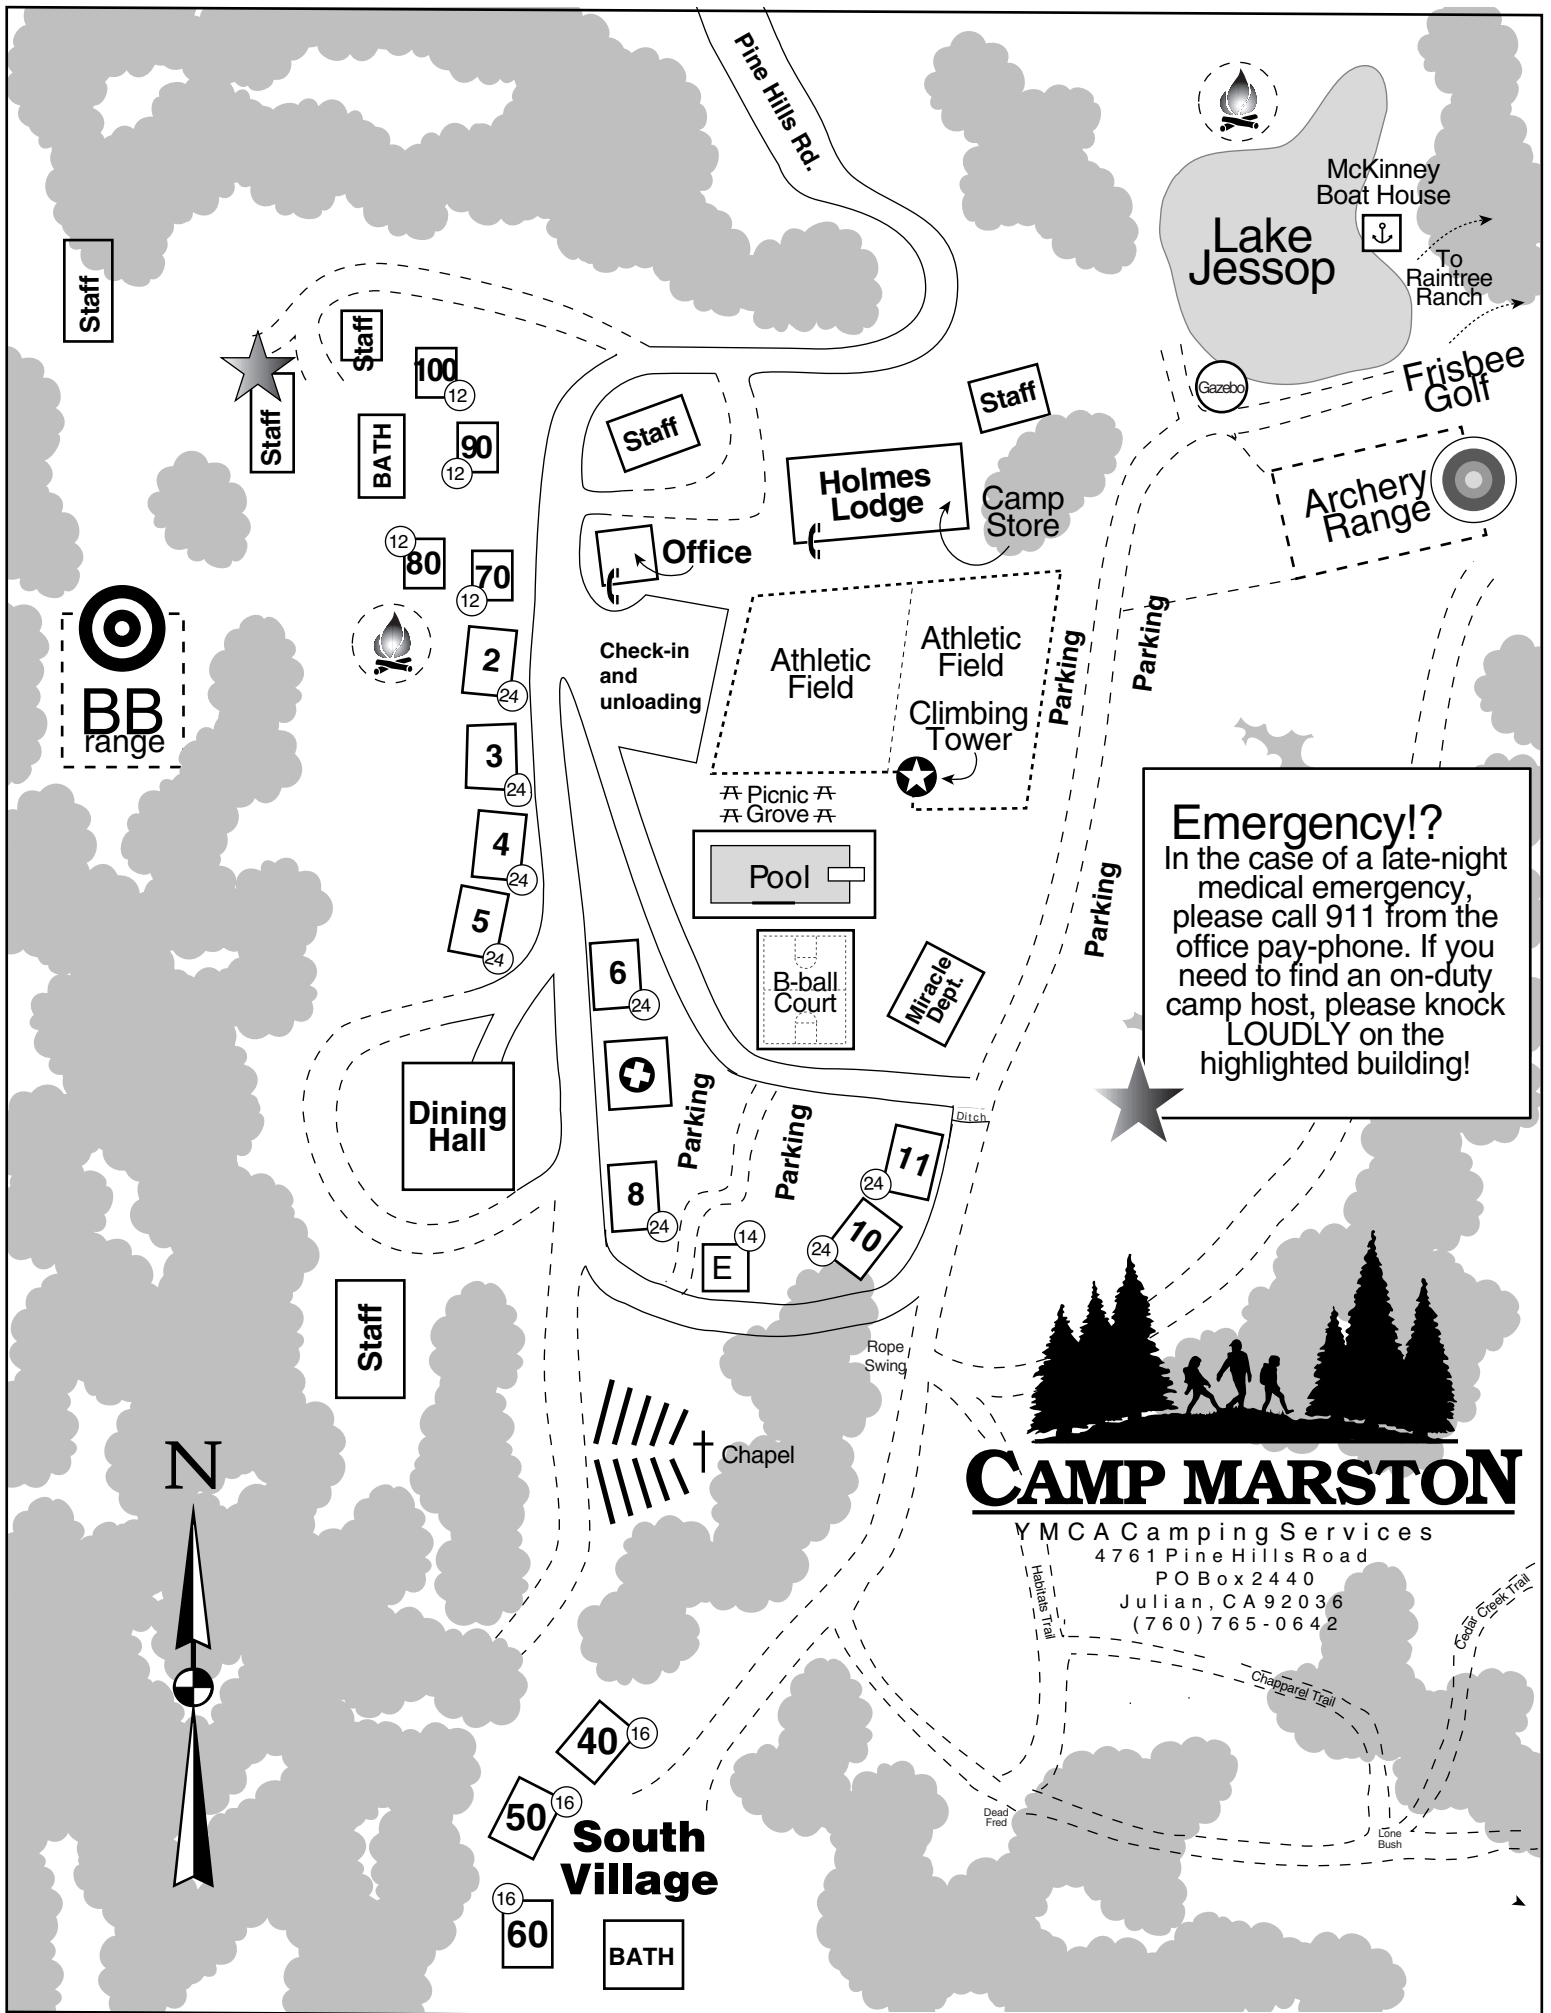 Pine Hills Rd.
McKinney
Boat House
Lake
Jessop
To
Raintree
Ranch
Staff
Staff
100
12
Staff
BATH
90
12
Staff
Staff
Gazebo
Frisbee
Golf
Holmes
Lodge
Camp
Store
Archery
Range
12
80
70
12
Office
BB
range
2
24
Check-in
and
unloading
Athletic
Field
Athletic
Field
Climbing
Tower
Parking
Parking
3
24
Picnic
Grove
4
24
Pool
5
24
Parking
Emergency!?
In the case of a late-night
medical emergency,
please call 911 from the
office pay-phone. If you
need to find an on-duty
camp host, please knock
LOUDLY on the
highlighted building!
6
24
B-ball
Court
Miracle
Dept.
Dining
Hall
Parking
Parking
Ditch
11
24
8
24
14
E
10
24
Staff
Rope
Swing
Chapel
N
CAMP MARSTON
YMCA Camping Services
4761 Pine Hills Road
PO Box 2440
Julian, CA 92036
(760) 765-0642
Habitats Trail
Cedar Creek Trail
Chapparel Trail
40
16
50
16
South
Village
Dead
Fred
Lone
Bush
16
60
BATH